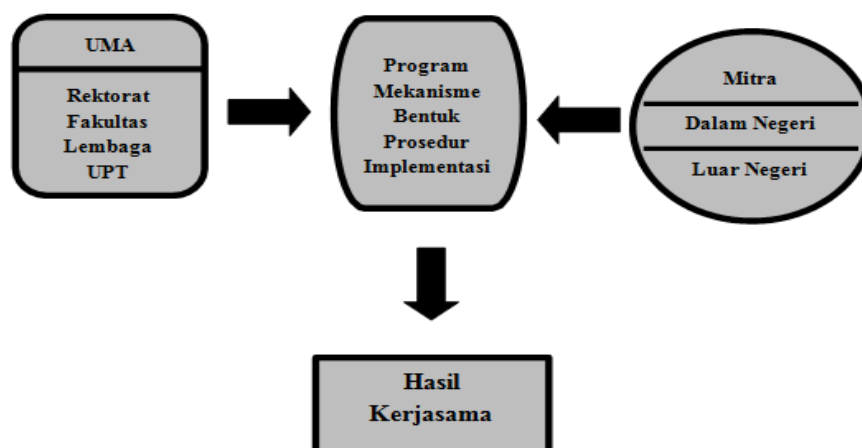 UMA
Rektorat
Fakultas
Lembaga
UPT
Program
Mekanisme
Bentuk
Prosedur
Implementasi
Mitra
Dalam Negeri
Luar Negeri
Hasil
Kerjasama